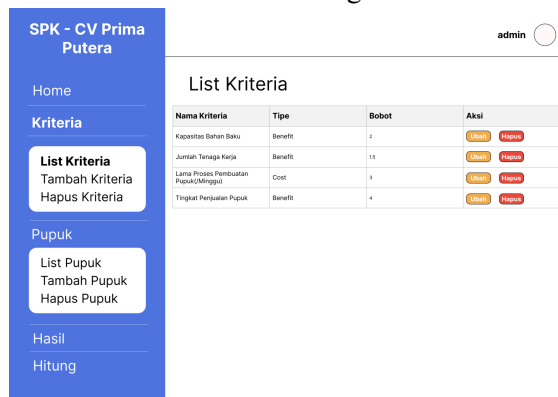 SPK - CV Prima
Putera
admin
Home
Kriteria
List Kriteria
Tambah Kriteria
Hapus Kriteria
Pupuk
List Pupuk
Tambah Pupuk
Hapus Pupuk
Hasil
Hitung
List Kriteria
Nama Kriteria Tipe Bobot Aksi
Kapasitas Bahan Baku Benefit 2 Ubah Hapus
Jumlah Tenaga Kerja Benefit 1.5 Ubah Hapus
Lama Proses Pembuatan
Pupuk(/Minggu) Cost 3 Ubah Hapus
Tingkat Penjualan Pupuk Benefit 4 Ubah Hapus